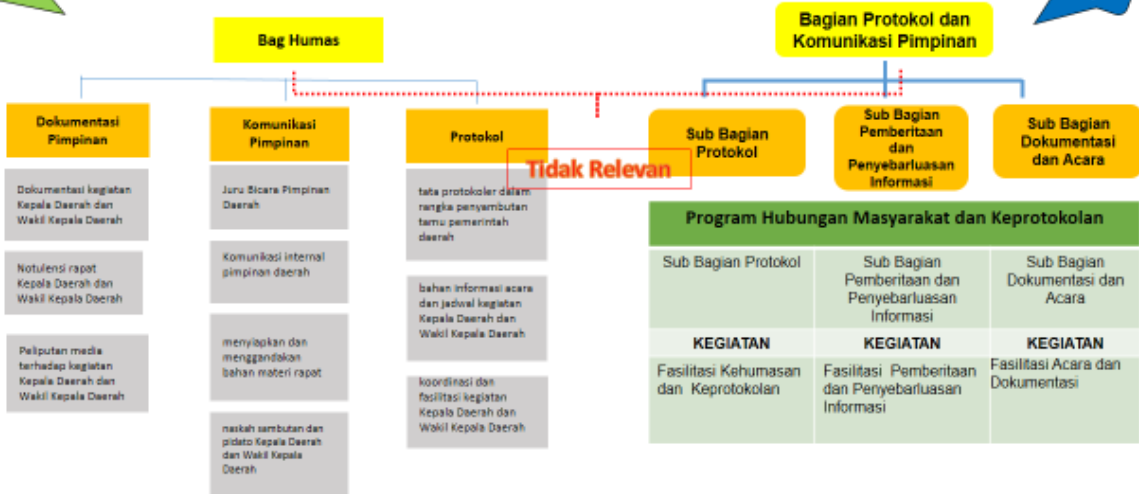 Bag Humas
Bagian Protokol dan
Komunikasi Pimpinan
Dokumentasi
Pimpinan
Dokumentasi kegiatan
Kepala Daerah dan
Wakil Kepala Daerah
Notulensi rapat
Kepala Daerah dan
Wakil Kepala Daerah
Peliputan media
terhadap kegiatan
Kepala Daerah dan
Wakil Kepala Daerah
Komunikasi
Pimpinan
Juru Bicara Pimpinan
Daerah
Komunikasi internal
pimpinan daerah
menyiapkan dan
menggandakan
bahan materi rapat
naskah sambutan dan
pidato Kepala Daerah
dan Wakil Kepala
Daerah
Protokol
tata protokoler dalam
rangka penyambutan
tamu pemerintah
daerah
bahan informasi acara
dan jadwal kegiatan
Kepala Daerah dan
Wakil Kepala Daerah
koordinasi dan
fasilitasi kegiatan
Kepala Daerah dan
Wakil Kepala Daerah
Tidak Relevan
Sub Bagian
Protokol
Sub Bagian
Pemberitaan
dan
Penyebarluasan
Informasi
Sub Bagian
Dokumentasi
dan Acara
Program Hubungan Masyarakat dan Keprotokolan
Sub Bagian Protokol
Sub Bagian
Pemberitaan dan
Penyebarluasan
Informasi
Sub Bagian
Dokumentasi dan
Acara
KEGIATAN
KEGIATAN
KEGIATAN
Fasilitasi Kehumasan
dan Keprotokolan
Fasilitasi Pemberitaan
dan Penyebarluasan
Informasi
Fasilitasi Acara dan
Dokumentasi